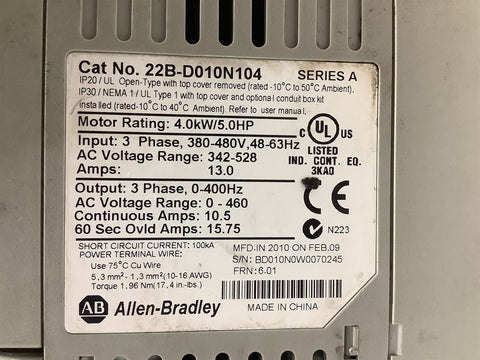 Cat No. 22B-D010N104 SERIES A
IP20 / UL Open-Type with top cover removed (rated -10°C to 50°C Ambient).
IP30 / NEMA 1 / UL Type 1 with top cover and optional conduit box kit
installed (rated-10°C to 40°C Ambient). Refer to user manual.
Motor Rating: 4.0kW/5.0HP
Input: 3 Phase, 380-480V,48-63Hz
AC Voltage Range: 342-528
Amps: 13.0
Output: 3 Phase, 0-400Hz
AC Voltage Range: 0 - 460
Continuous Amps: 10.5
60 Sec Ovld Amps: 15.75
C UL US
LISTED
IND. CONT. EQ.
3KA0
CE
N223
SHORT CIRCUIT CURRENT: 100kA
POWER TERMINAL WIRE:
Use 75°C Cu Wire
5.3 mm² - 1.3 mm² (10-16 AWG)
Torque 1.96 Nm (17.4 in.-lbs.)
MFD.IN 2010 ON FEB.09
S/N: BD010N0W0070245
FRN: 6.01
AB Allen-Bradley
MADE IN CHINA